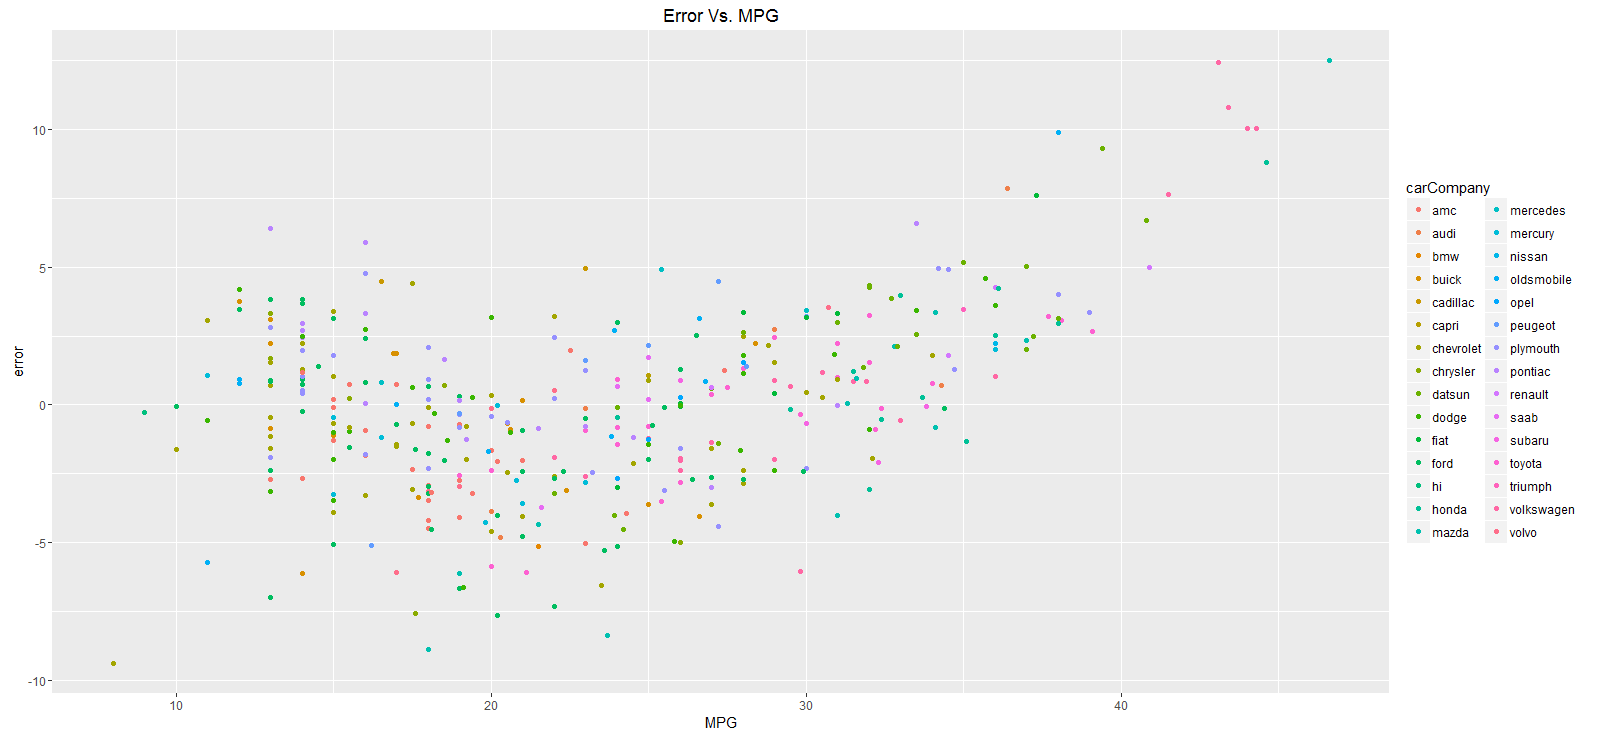 Error Vs. MPG
10
5
0
-5
-10
error
10
20
30
40
MPG
carCompany
amc
audi
bmw
buick
cadillac
capri
chevrolet
chrysler
datsun
dodge
fiat
ford
hi
honda
mazda
mercedes
mercury
nissan
oldsmobile
opel
peugeot
plymouth
pontiac
renault
saab
subaru
toyota
triumph
volkswagen
volvo